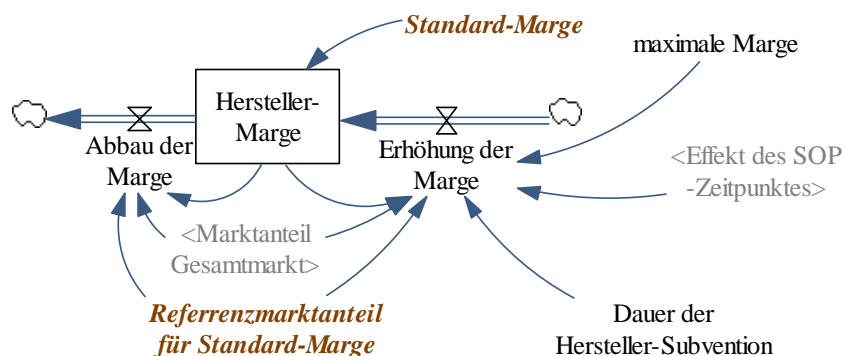 Standard-Marge
maximale Marge
Hersteller-
Marge
Abbau der
Marge
Erhöhung der
Marge
<Effekt des SOP
-Zeitpunktes>
<Marktanteil
Gesamtmarkt>
Referrenzmarktanteil
für Standard-Marge
Dauer der
Hersteller-Subvention